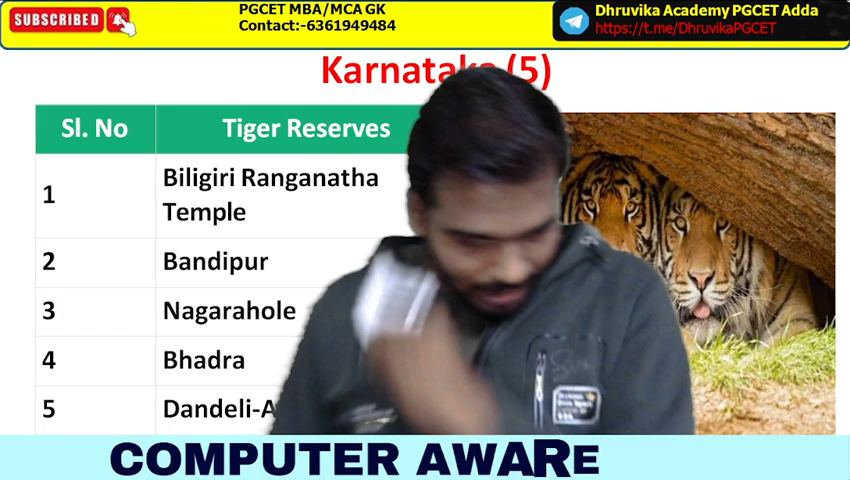 SUBSCRIBED
PGCET MBA/MCA GK
Contact:-6361949484
Dhruvika Academy PGCET Adda
https://t.me/DhruvikaPGCET
Karnataka (5)
Sl. No Tiger Reserves
1 Biligiri Ranganatha
Temple
2 Bandipur
3 Nagarahole
4 Bhadra
5 Dandeli-A
COMPUTER AWARE